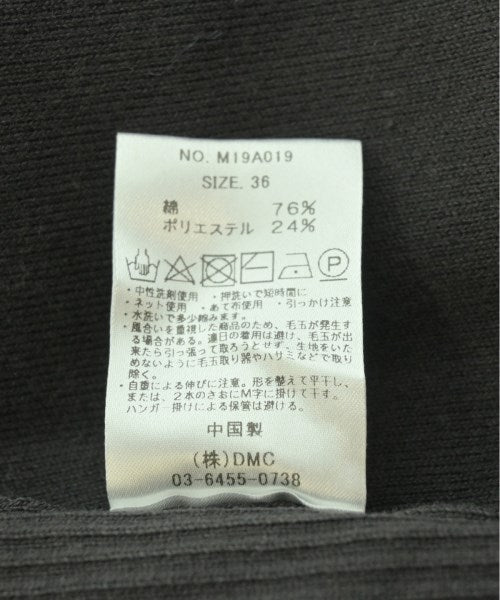 NO. M19A019
SIZE. 36
綿 76%
ポリエステル 24%
・中性洗剤使用 ・押洗いで短時間に
・ネット使用 ・あて布使用 ・引っかけ注意
・水洗いで多少縮みます。
・風合いを重視した商品のため、毛玉が発生す
る場合がある。連日の着用は避け、毛玉が出
来たら引っ張って取ろうとせず、生地をいた
めないように毛玉取り器やハサミなどで取り
除く。
・自重による伸びに注意。形を整えて平干し、
または、2本のさおにM字に掛けて干す。
ハンガー掛けによる保管は避ける。
中国製
(株)DMC
03-6455-0738